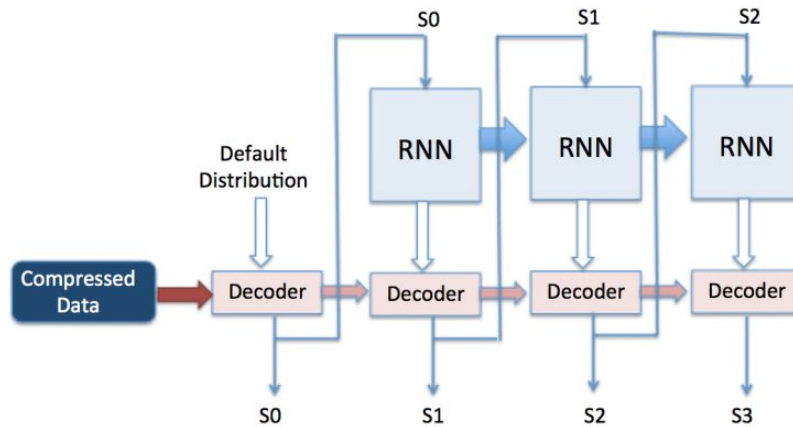 S0 S1 S2
RNN RNN RNN
Default
Distribution
Compressed
Data
Decoder Decoder Decoder Decoder
S0 S1 S2 S3